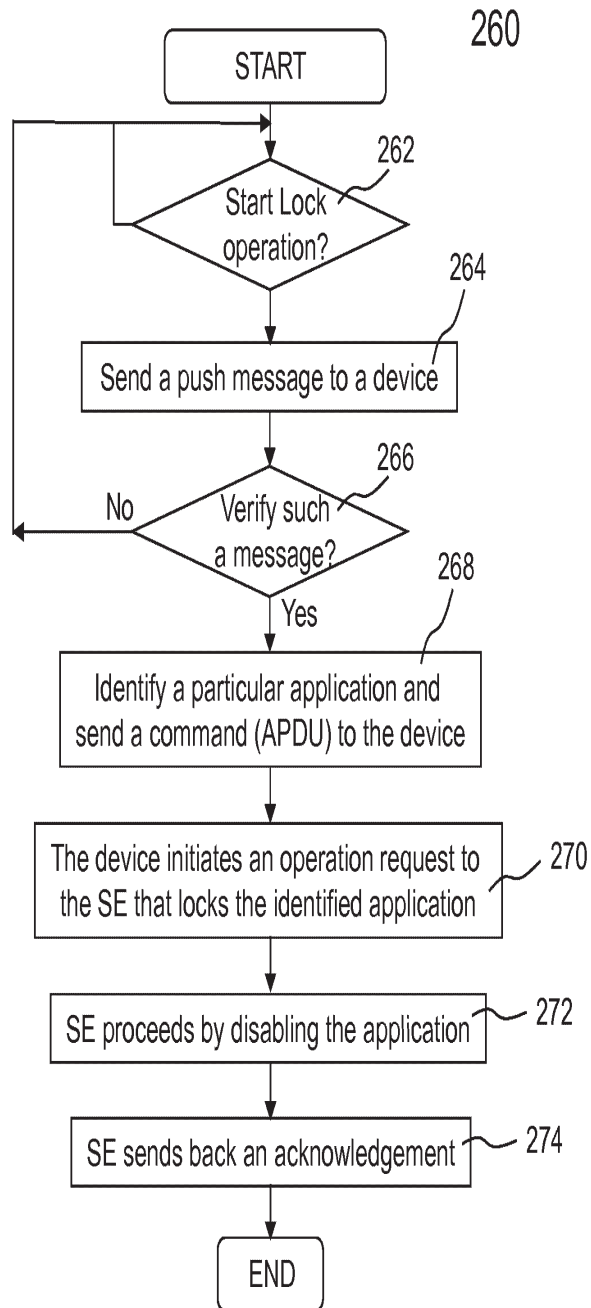 260
START
262
Start Lock
operation?
264
Send a push message to a device
266
No
Verify such
a message?
Yes
268
Identify a particular application and
send a command (APDU) to the device
The device initiates an operation request to
the SE that locks the identified application
270
SE proceeds by disabling the application
272
SE sends back an acknowledgement
274
END